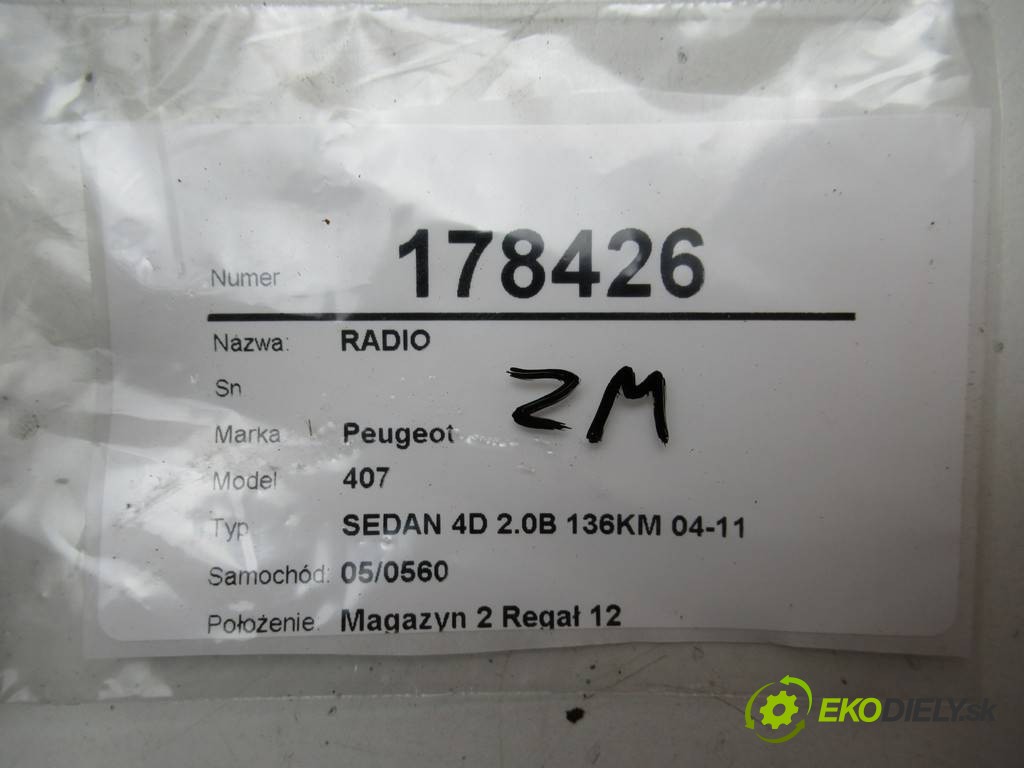 Numer 178426
Nazwa: RADIO
Sn
ZM
Marka Peugeot
Model 407
Typ SEDAN 4D 2.0B 136KM 04-11
Samochód: 05/0560
Położenie: Magazyn 2 Regał 12
EKODIELY.sk